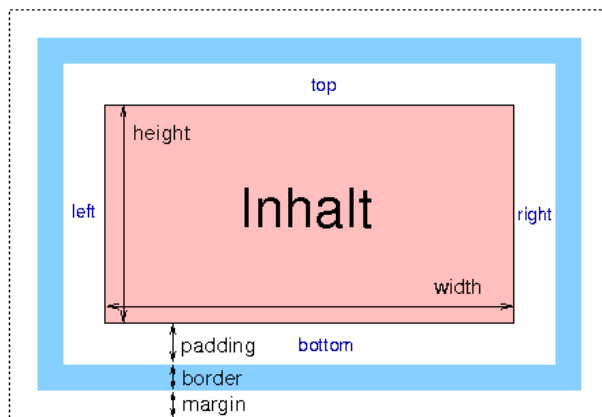 top
height
left
Inhalt
right
width
padding
bottom
border
margin